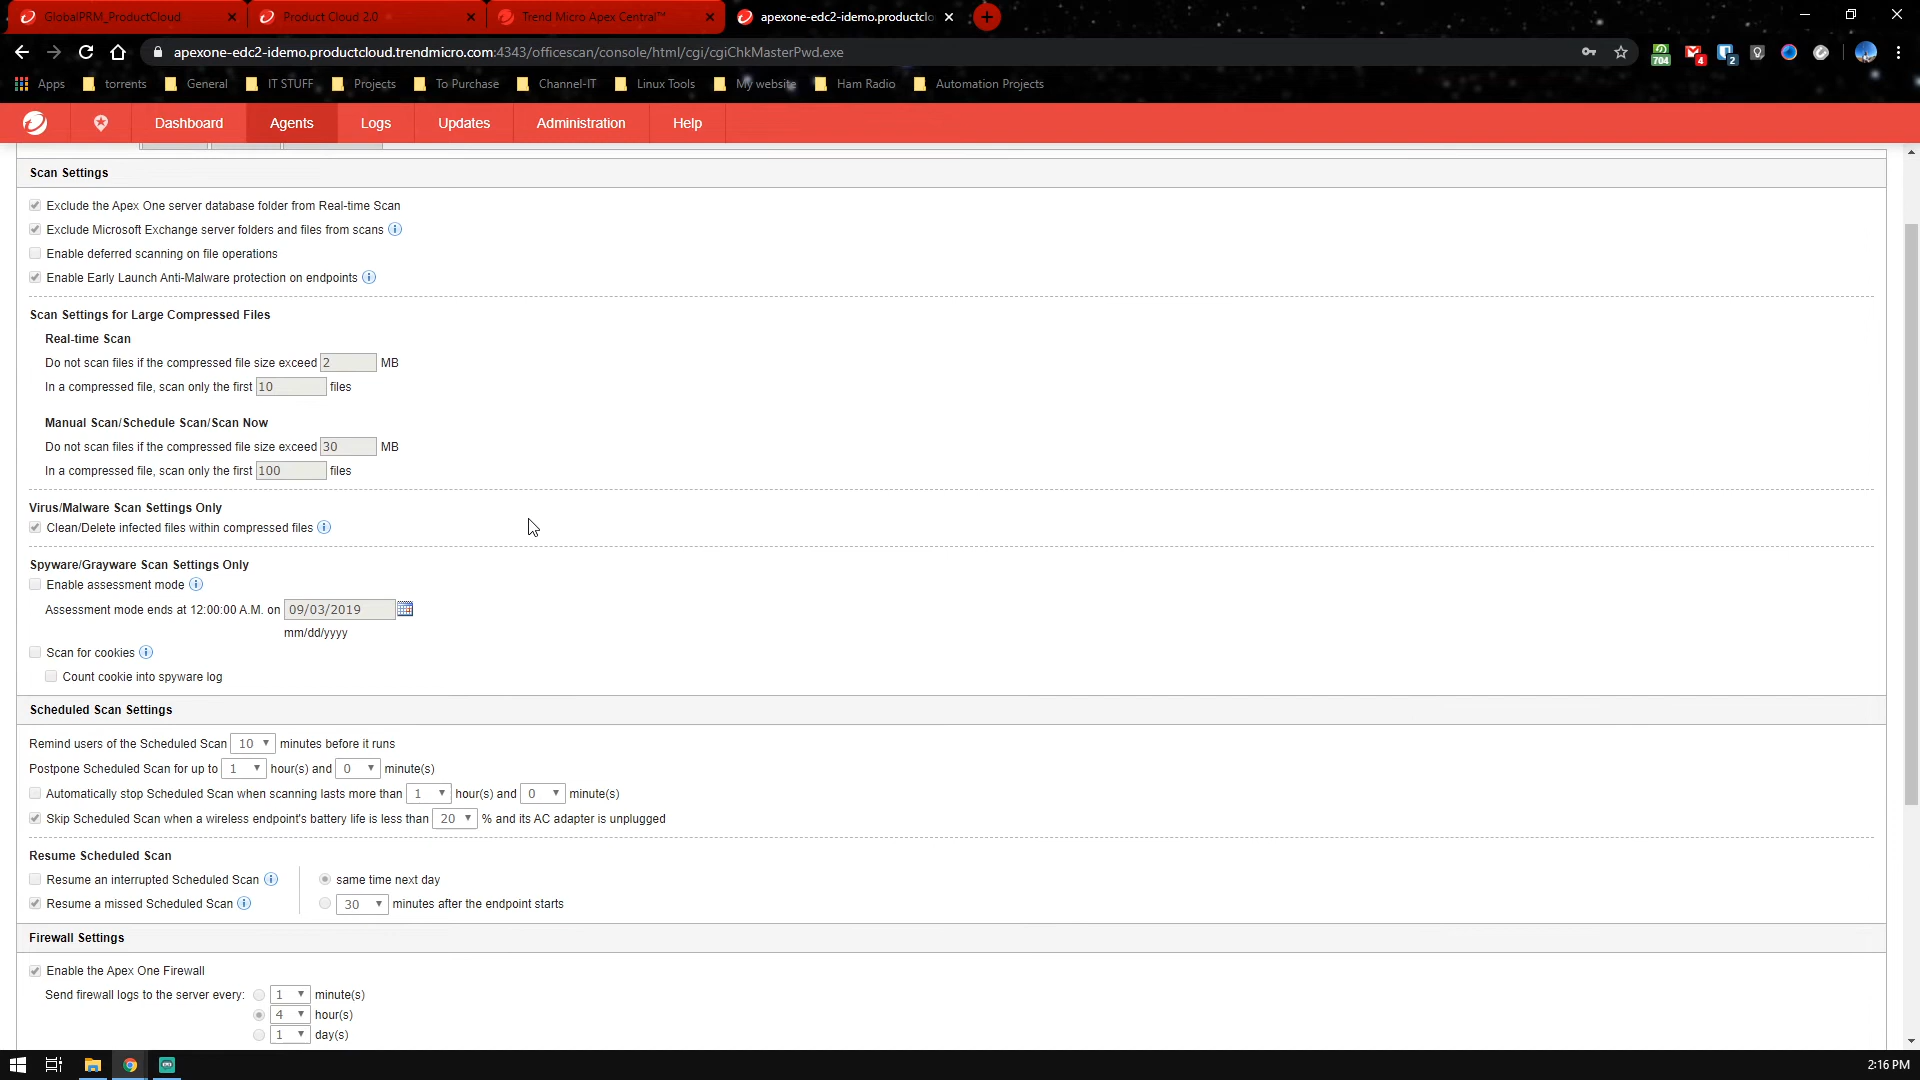 GlobalPRM_ProductCloud
Product Cloud 2.0
Trend Micro Apex Central™
apexone-edc2-idemo.productclo
apexone-edc2-idemo.productcloud.trendmicro.com:4343/officescan/console/html/cgi/cgiChkMasterPwd.exe
704
4
2
Apps torrents General IT STUFF Projects To Purchase Channel-IT Linux Tools My website Ham Radio Automation Projects
Dashboard Agents Logs Updates Administration Help
Scan Settings
Exclude the Apex One server database folder from Real-time Scan
Exclude Microsoft Exchange server folders and files from scans
Enable deferred scanning on file operations
Enable Early Launch Anti-Malware protection on endpoints
Scan Settings for Large Compressed Files
Real-time Scan
Do not scan files if the compressed file size exceed 2 MB
In a compressed file, scan only the first 10 files
Manual Scan/Schedule Scan/Scan Now
Do not scan files if the compressed file size exceed 30 MB
In a compressed file, scan only the first 100 files
Virus/Malware Scan Settings Only
Clean/Delete infected files within compressed files
Spyware/Grayware Scan Settings Only
Enable assessment mode
Assessment mode ends at 12:00:00 A.M. on 09/03/2019
mm/dd/yyyy
Scan for cookies
Count cookie into spyware log
Scheduled Scan Settings
Remind users of the Scheduled Scan 10 minutes before it runs
Postpone Scheduled Scan for up to 1 hour(s) and 0 minute(s)
Automatically stop Scheduled Scan when scanning lasts more than 1 hour(s) and 0 minute(s)
Skip Scheduled Scan when a wireless endpoint's battery life is less than 20 % and its AC adapter is unplugged
Resume Scheduled Scan
Resume an interrupted Scheduled Scan same time next day
Resume a missed Scheduled Scan 30 minutes after the endpoint starts
Firewall Settings
Enable the Apex One Firewall
Send firewall logs to the server every: 1 minute(s)
4 hour(s)
1 day(s)
2:16 PM